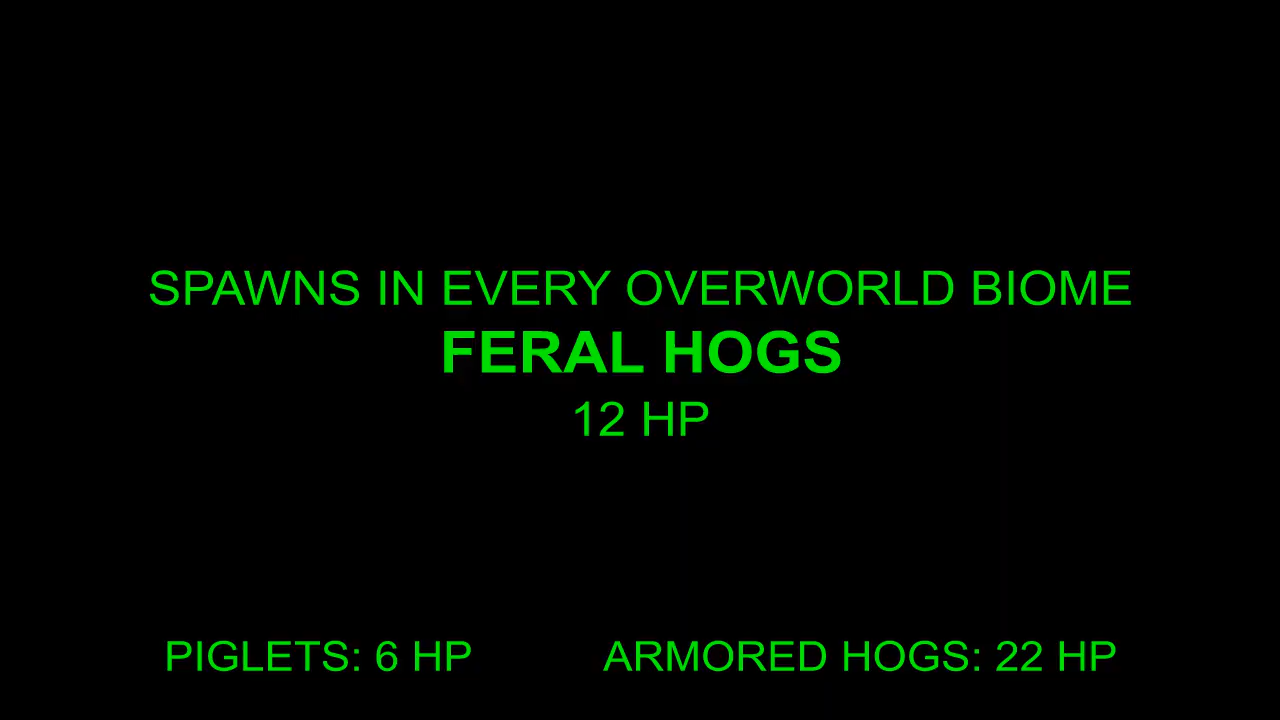 SPAWNS IN EVERY OVERWORLD BIOME
FERAL HOGS
12 HP
PIGLETS: 6 HP
ARMORED HOGS: 22 HP